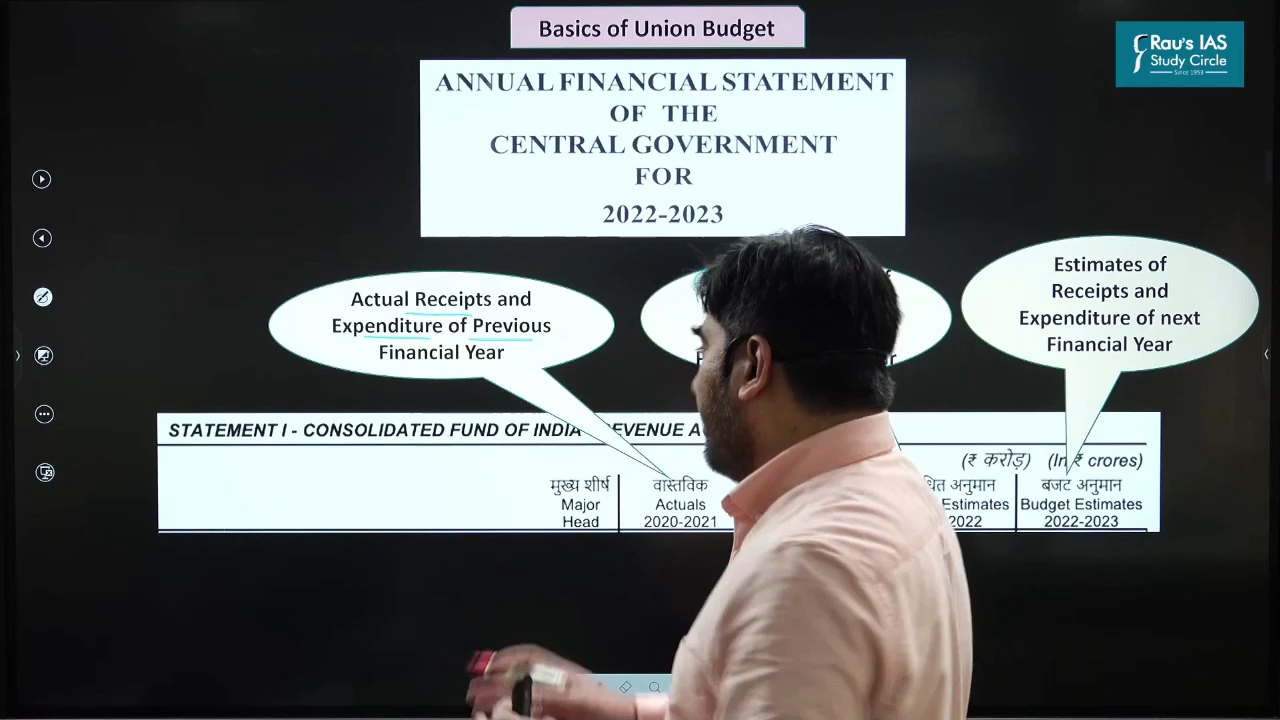 Basics of Union Budget
Rau's IAS
Study Circle
Since 1953
ANNUAL FINANCIAL STATEMENT
OF THE
CENTRAL GOVERNMENT
FOR
2022-2023
Actual Receipts and
Expenditure of Previous
Financial Year
Estimates of
Receipts and
Expenditure of next
Financial Year
STATEMENT I - CONSOLIDATED FUND OF INDIA
(₹ करोड़) (In ₹ crores)
मुख्य शीर्ष
Major
Head
वास्तविक
Actuals
2020-2021
अनुमान
Estimates
2022
बजट अनुमान
Budget Estimates
2022-2023